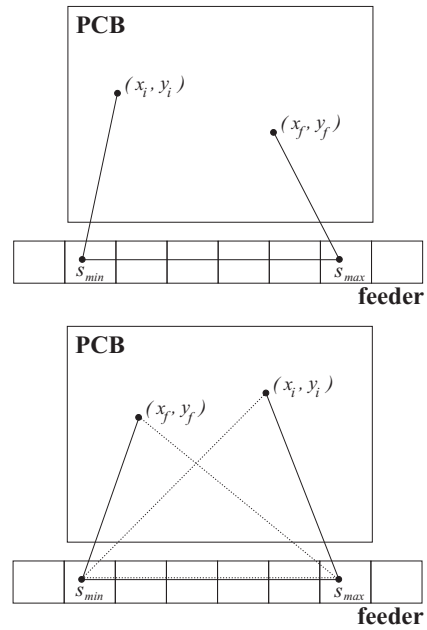 PCB
( x_i , y_i )
( x_f , y_f )
s_min
s_max
feeder
PCB
( x_i , y_i )
( x_f , y_f )
s_min
s_max
feeder